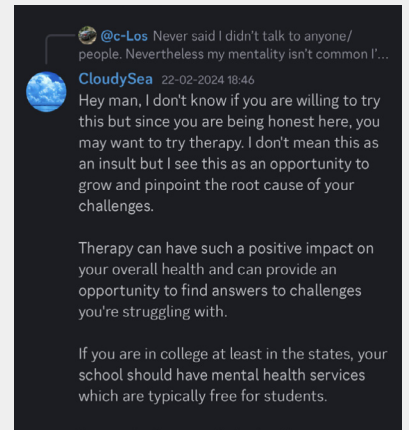 @c-Los Never said I didn't talk to anyone/
people. Nevertheless my mentality isn't common I'...
CloudySea 22-02-2024 18:46
Hey man, I don't know if you are willing to try
this but since you are being honest here, you
may want to try therapy. I don't mean this as
an insult but I see this as an opportunity to
grow and pinpoint the root cause of your
challenges.
Therapy can have such a positive impact on
your overall health and can provide an
opportunity to find answers to challenges
you're struggling with.
If you are in college at least in the states, your
school should have mental health services
which are typically free for students.